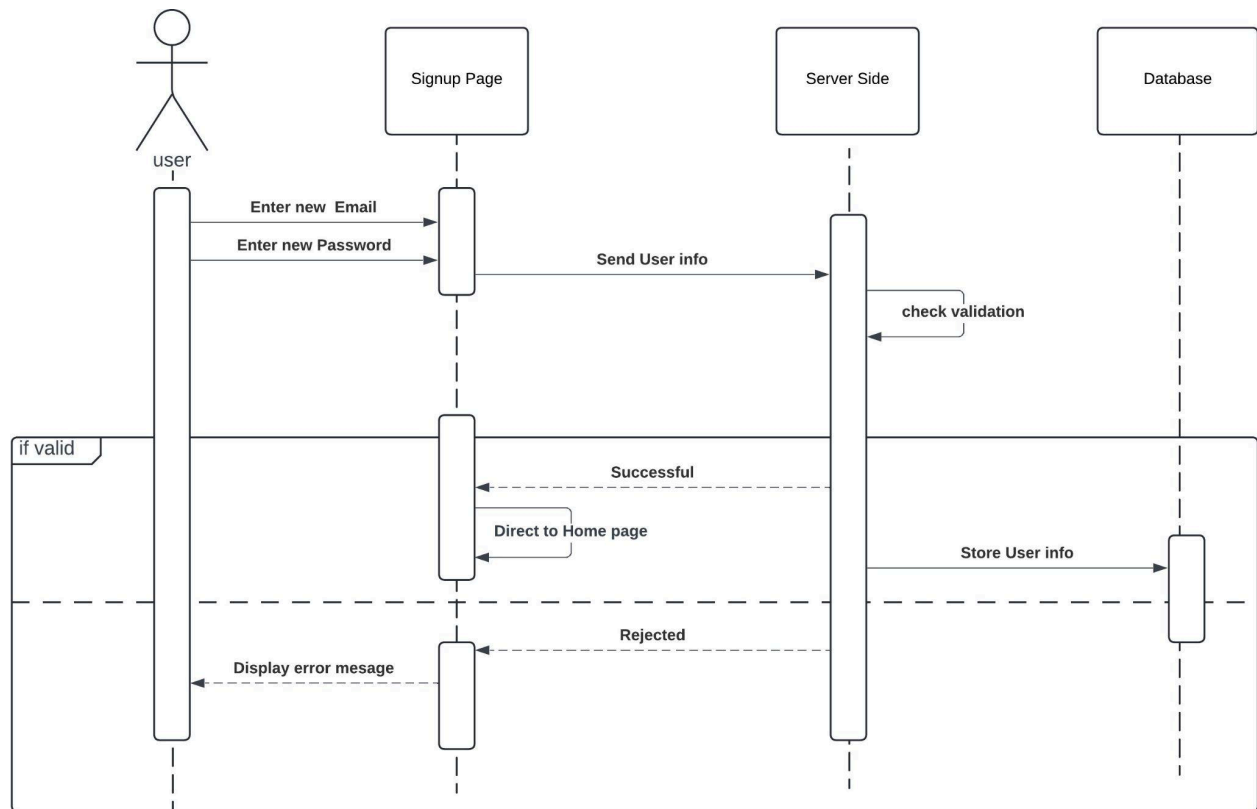 Signup Page
Server Side
Database
user
Enter new  Email
Enter new Password
Send User info
check validation
if valid
Successful
Direct to Home page
Store User info
Rejected
Display error mesage